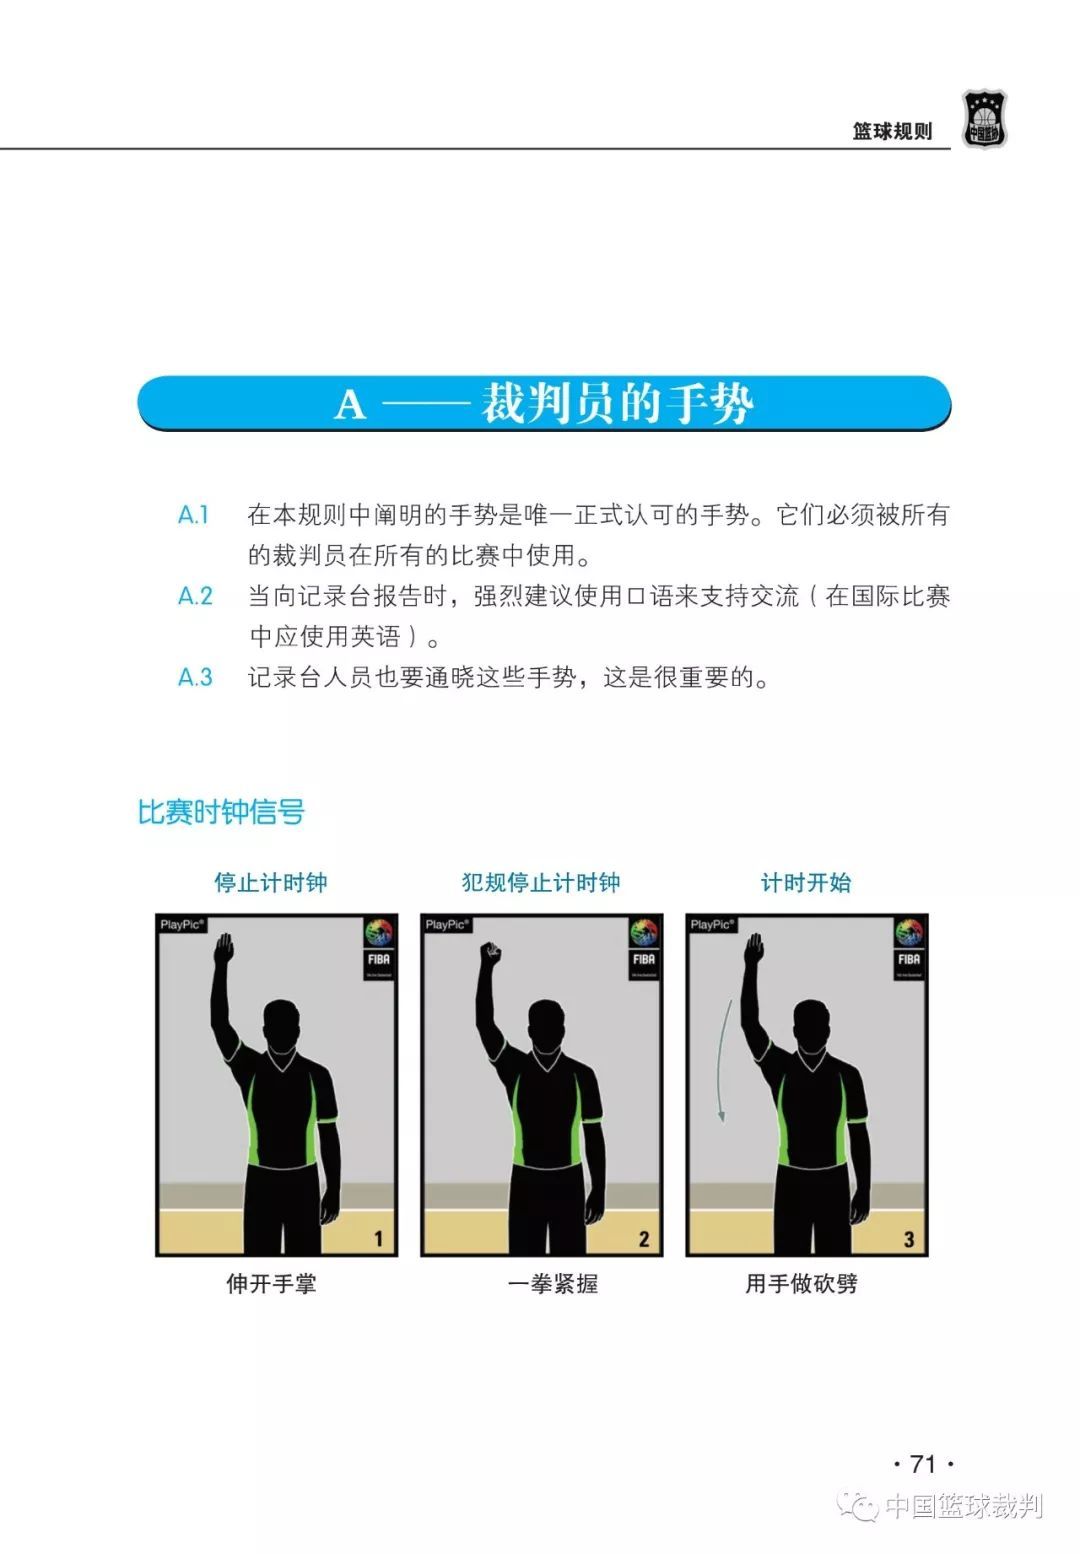 篮球规则
中国篮协
A —— 裁判员的手势
A.1 在本规则中阐明的手势是唯一正式认可的手势。它们必须被所有
的裁判员在所有的比赛中使用。
A.2 当向记录台报告时，强烈建议使用口语来支持交流（在国际比赛
中应使用英语）。
A.3 记录台人员也要通晓这些手势，这是很重要的。
比赛时钟信号
停止计时钟 犯规停止计时钟 计时开始
PlayPic® PlayPic® PlayPic®
FIBA FIBA FIBA
1 2 3
伸开手掌 一拳紧握 用手做砍劈
·71·
中国篮球裁判